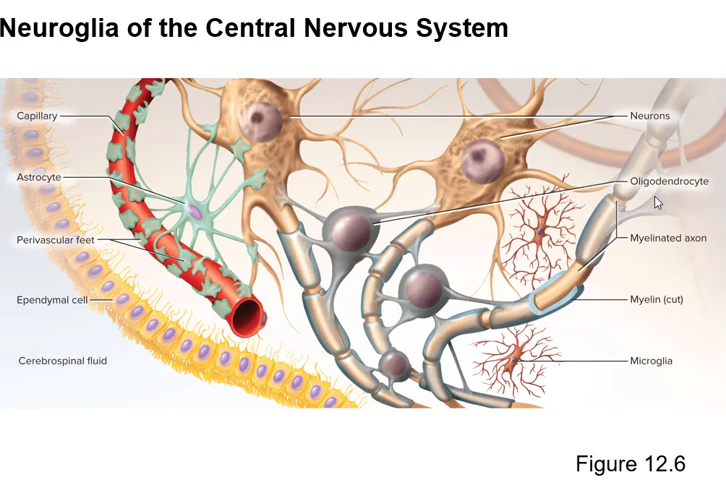 Neuroglia of the Central Nervous System
Capillary
Neurons
Astrocyte
Oligodendrocyte
Perivascular feet
Myelinated axon
Ependymal cell
Myelin (cut)
Cerebrospinal fluid
Microglia
Figure 12.6